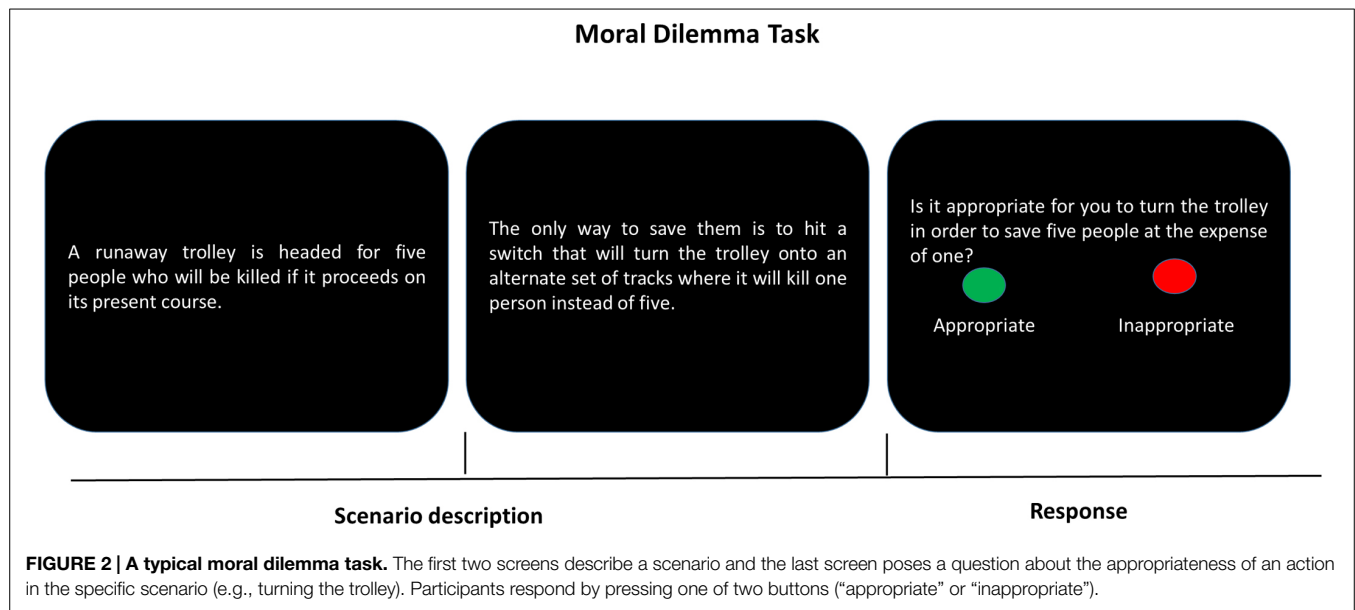 Moral Dilemma Task
A runaway trolley is headed for five
people who will be killed if it proceeds on
its present course.
The only way to save them is to hit a
switch that will turn the trolley onto an
alternate set of tracks where it will kill one
person instead of five.
Is it appropriate for you to turn the trolley
in order to save five people at the expense
of one?
Appropriate
Inappropriate
Scenario description
Response
FIGURE 2 | A typical moral dilemma task. The first two screens describe a scenario and the last screen poses a question about the appropriateness of an action
in the specific scenario (e.g., turning the trolley). Participants respond by pressing one of two buttons (“appropriate” or “inappropriate”).